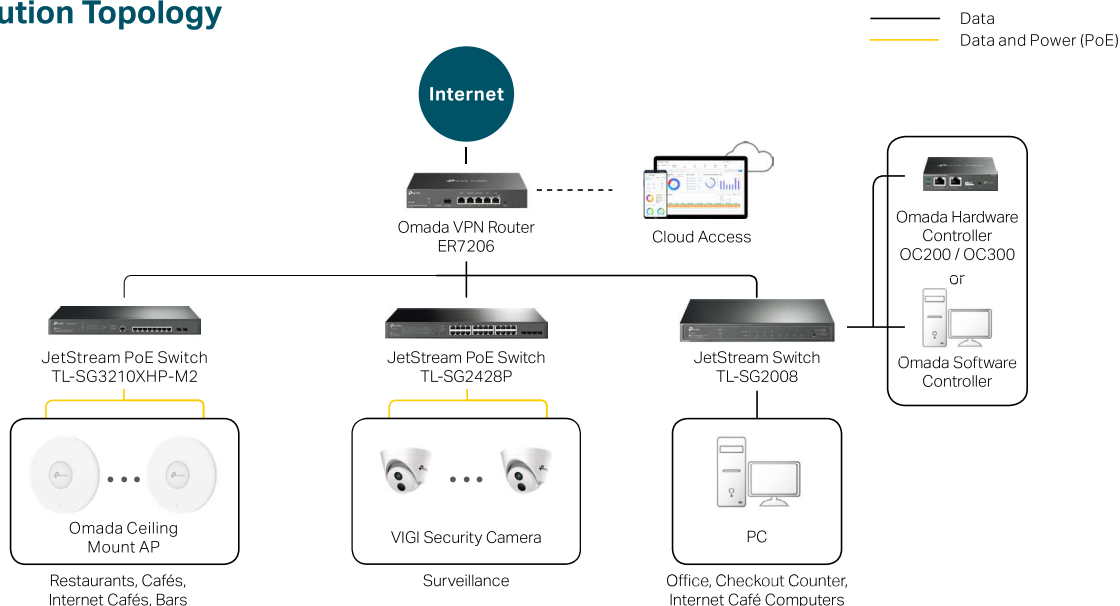 ution Topology
Data
Data and Power (PoE)
Internet
Omada VPN Router
ER7206
Cloud Access
Omada Hardware
Controller
OC200 / OC300
or
Omada Software
Controller
JetStream PoE Switch
TL-SG3210XHP-M2
JetStream PoE Switch
TL-SG2428P
JetStream Switch
TL-SG2008
Omada Ceiling
Mount AP
VIGI Security Camera
PC
Restaurants, Cafés,
Internet Cafés, Bars
Surveillance
Office, Checkout Counter,
Internet Café Computers